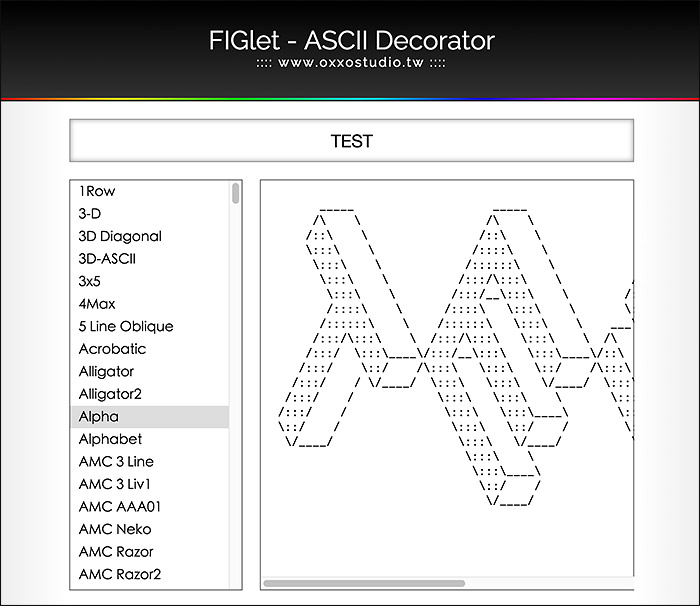 FIGlet - ASCII Decorator
:::: www.oxxostudio.tw ::::
TEST
1Row
3-D
3D Diagonal
3D-ASCII
3x5
4Max
5 Line Oblique
Acrobatic
Alligator
Alligator2
Alpha
Alphabet
AMC 3 Line
AMC 3 Liv1
AMC AAA01
AMC Neko
AMC Razor
AMC Razor2